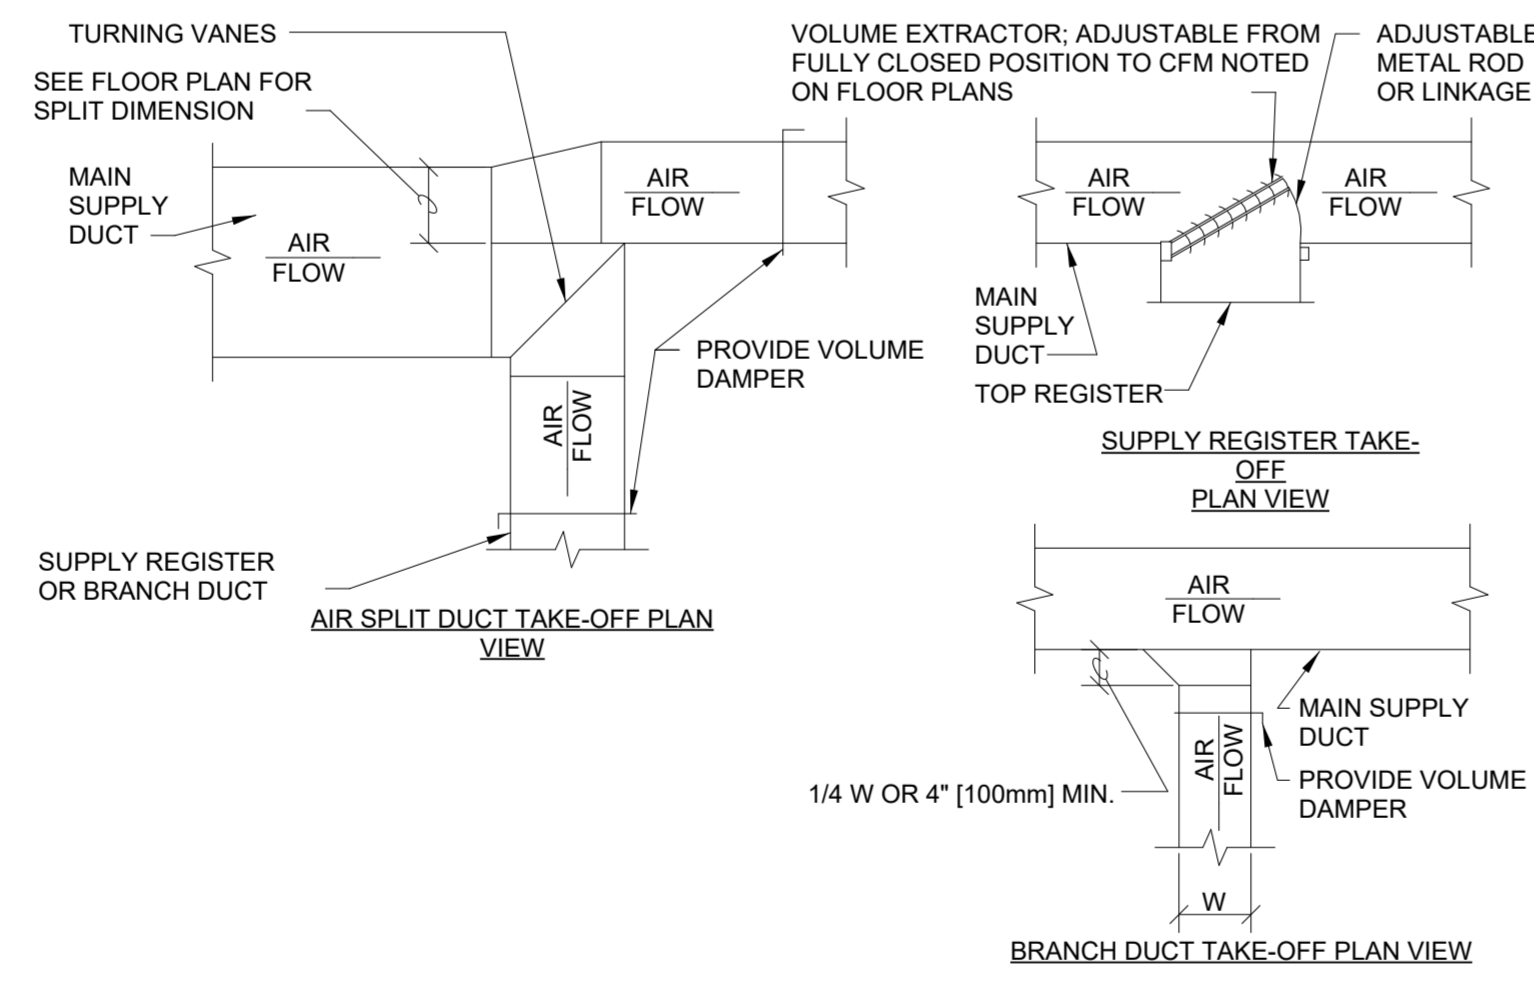 TURNING VANES
SEE FLOOR PLAN FOR
SPLIT DIMENSION
MAIN
SUPPLY
DUCT
AIR
FLOW
AIR
FLOW
PROVIDE VOLUME
DAMPER
AIR
FLOW
SUPPLY REGISTER
OR BRANCH DUCT
AIR SPLIT DUCT TAKE-OFF PLAN
VIEW
VOLUME EXTRACTOR; ADJUSTABLE FROM
FULLY CLOSED POSITION TO CFM NOTED
ON FLOOR PLANS
ADJUSTABLE
METAL ROD
OR LINKAGE
AIR
FLOW
AIR
FLOW
MAIN
SUPPLY
DUCT
TOP REGISTER
SUPPLY REGISTER TAKE-
OFF
PLAN VIEW
AIR
FLOW
MAIN SUPPLY
DUCT
AIR
FLOW
PROVIDE VOLUME
DAMPER
1/4 W OR 4" [100mm] MIN.
W
BRANCH DUCT TAKE-OFF PLAN VIEW